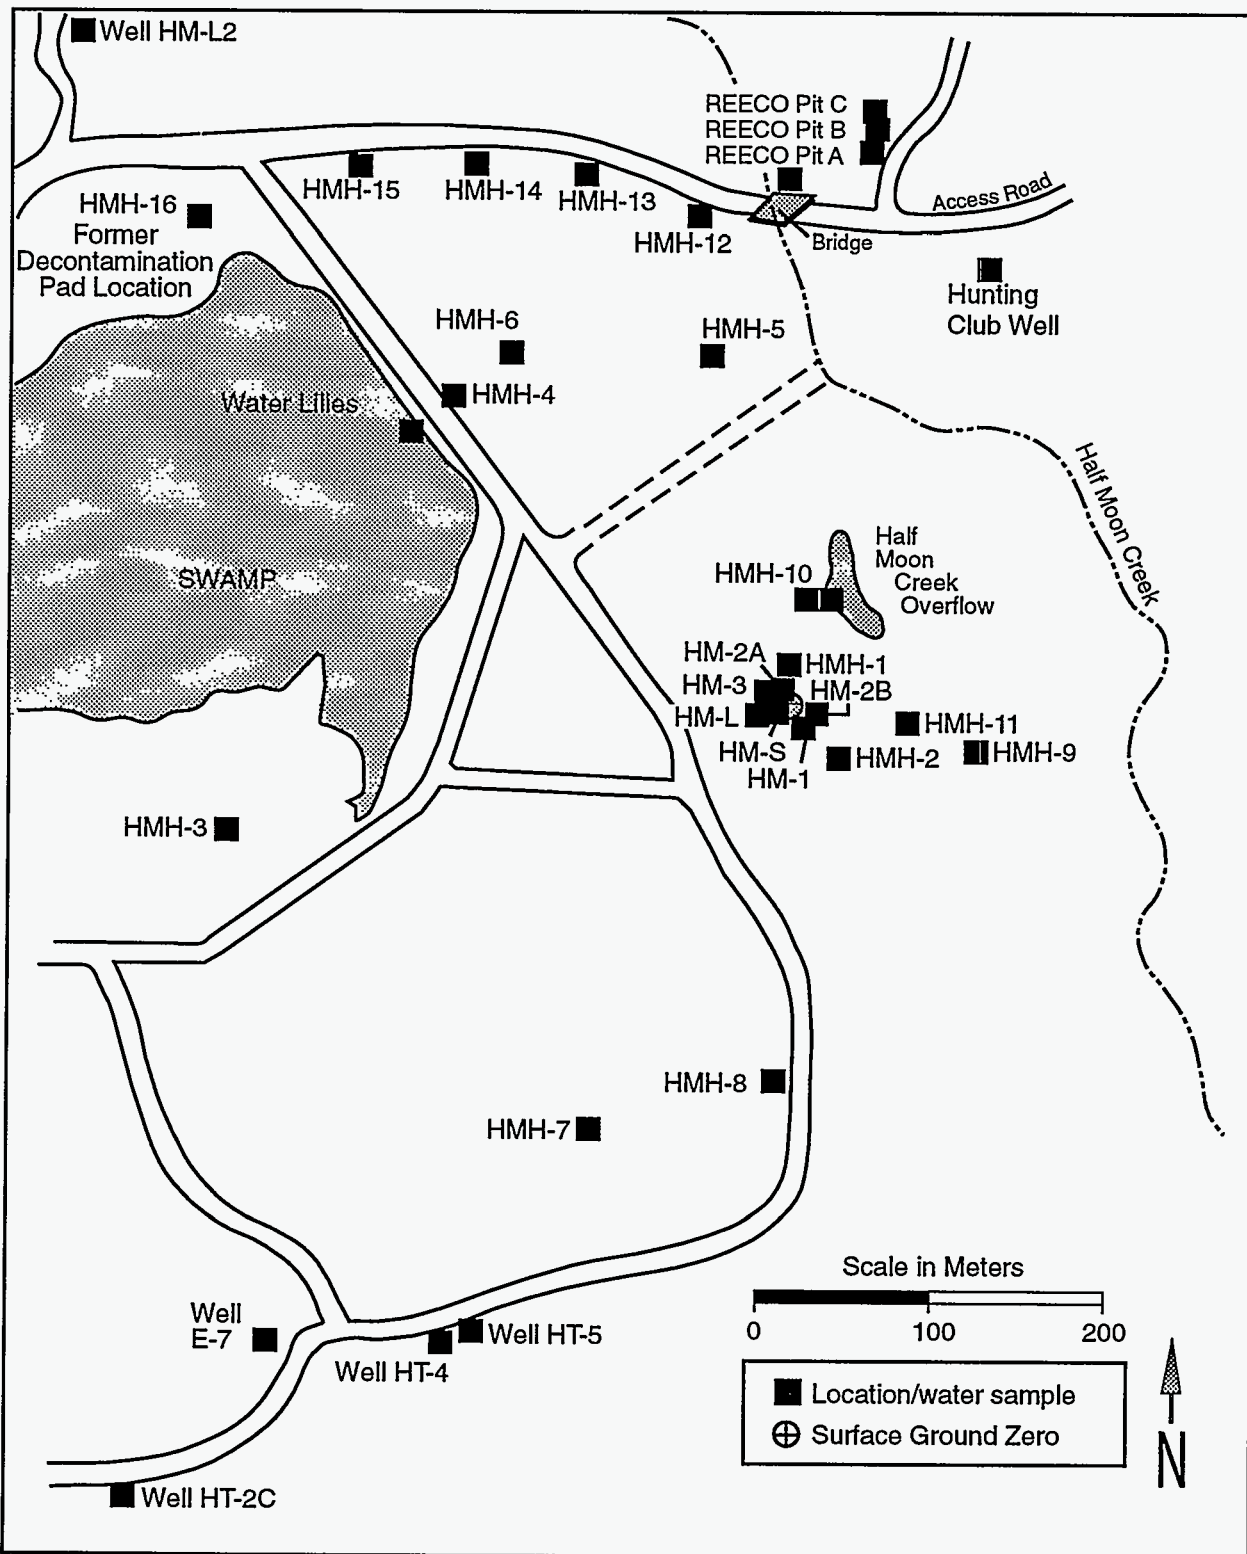 Well HM-L2
REECO Pit C
REECO Pit B
REECO Pit A
HMH-15
HMH-14
HMH-13
HMH-12
Access Road
Bridge
HMH-16
Former
Decontamination
Pad Location
Hunting
Club Well
HMH-6
HMH-5
HMH-4
Water Lilles
Half Moon Creek
SWAMP
Half
Moon
Creek
Overflow
HMH-10
HM-2A
HMH-1
HM-3
HM-2B
HM-L
HMH-11
HM-S
HM-1
HMH-2
HMH-9
HMH-3
HMH-8
HMH-7
Scale in Meters
0 100 200
Well
E-7
Well HT-5
Well HT-4
Location/water sample
Surface Ground Zero
N
Well HT-2C